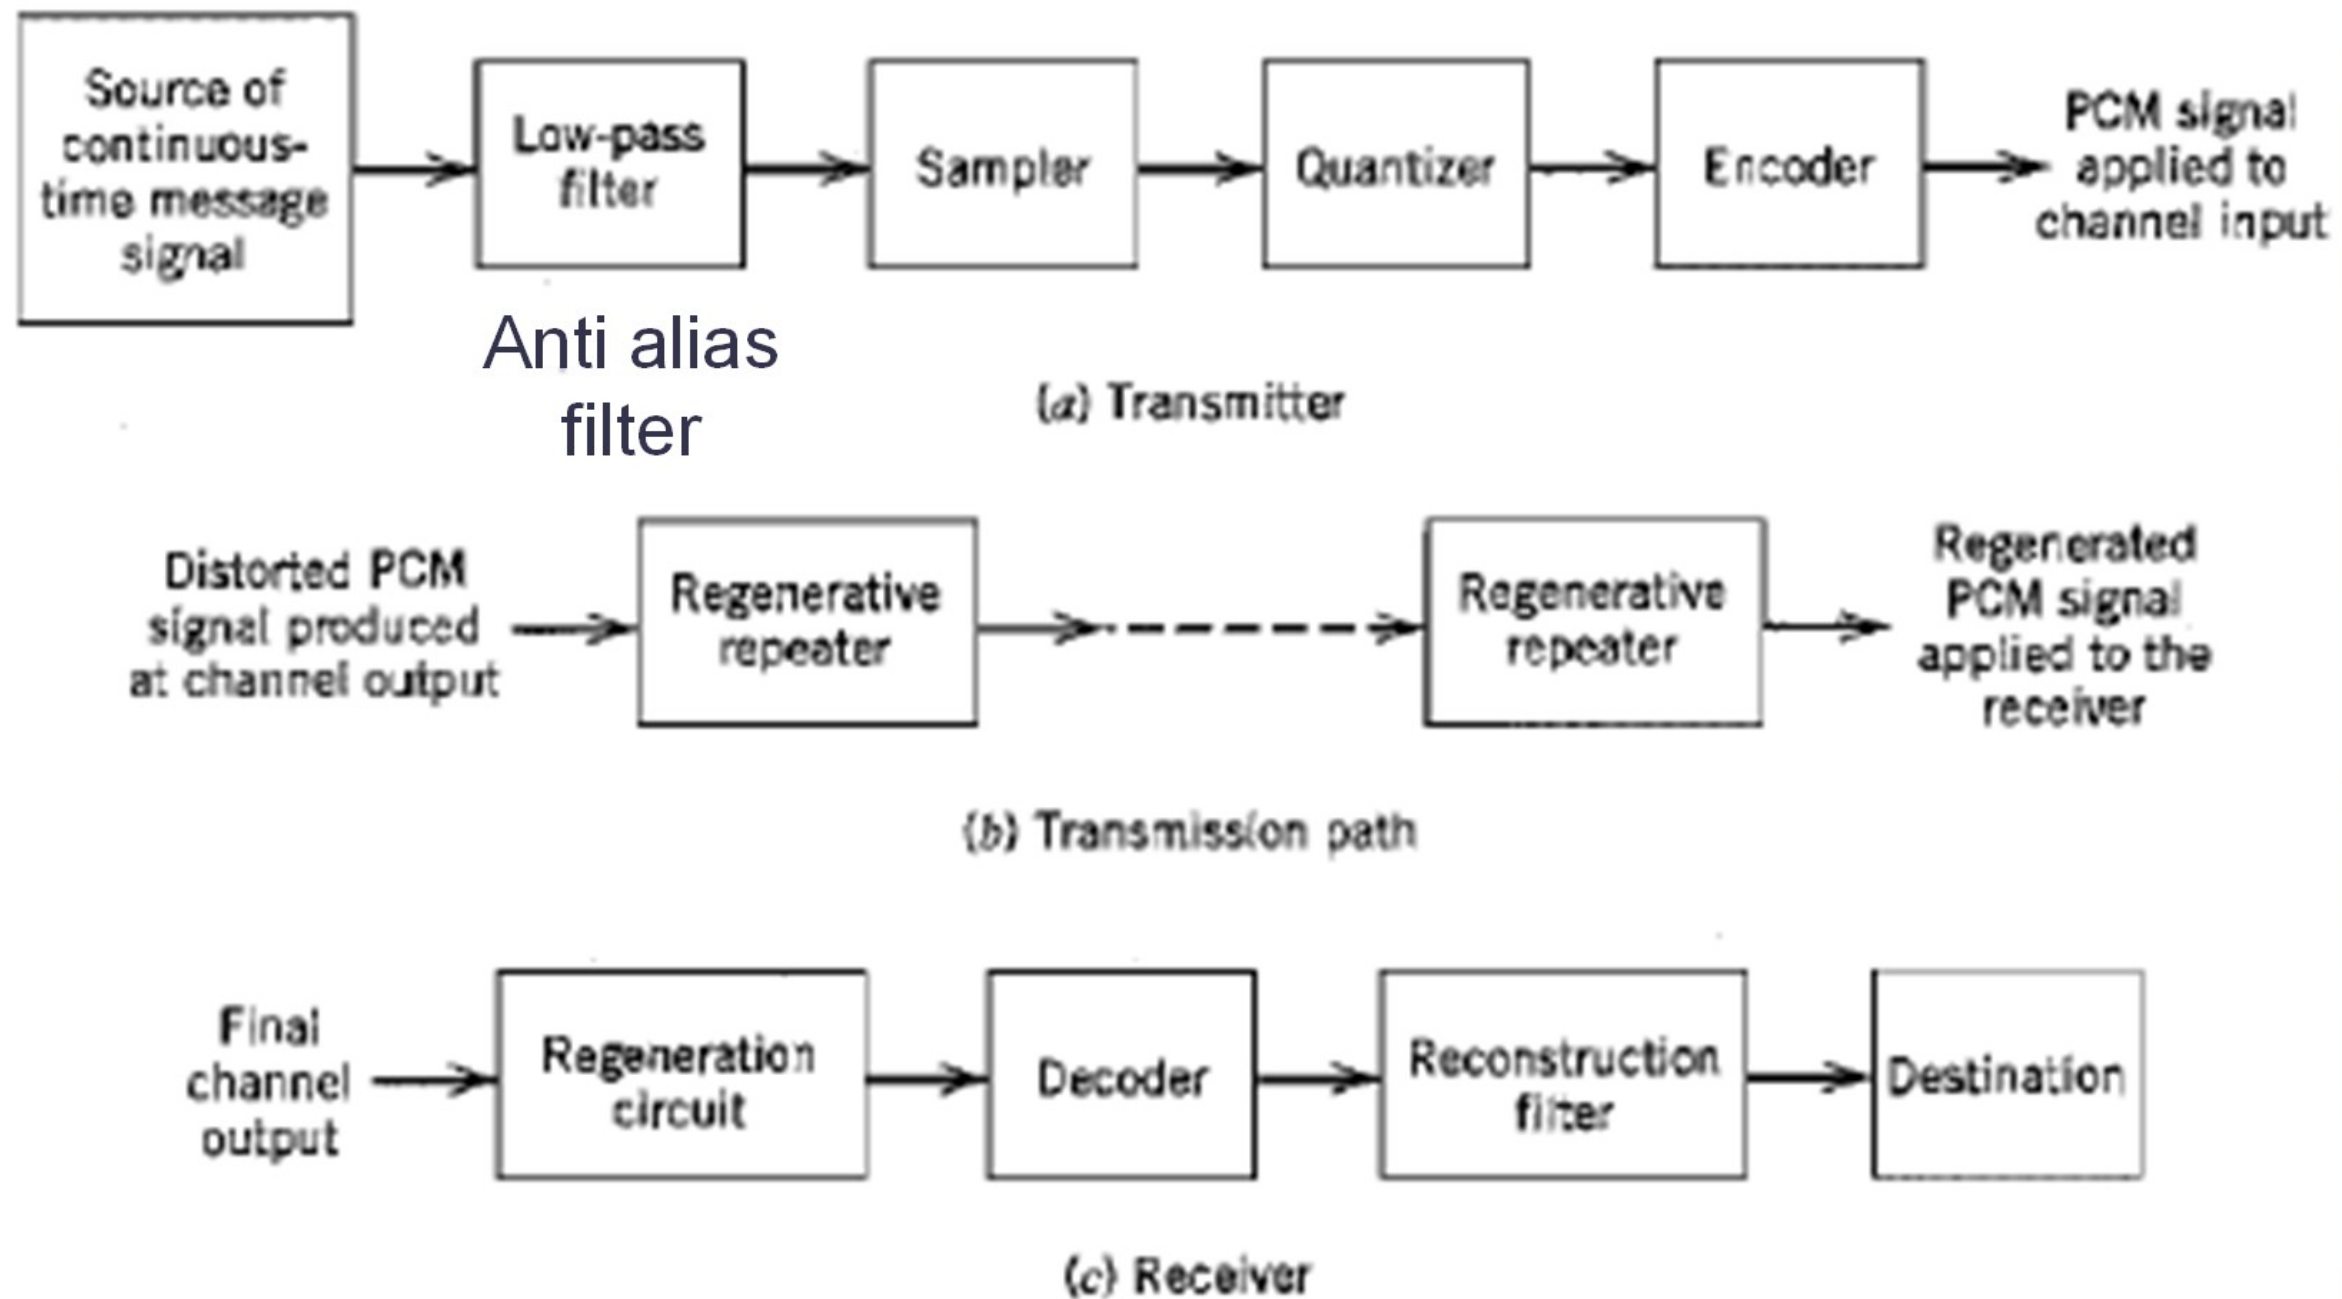 Source of
continuous-
time message
signal
Low-pass
filter
Sampler
Quantizer
Encoder
PCM signal
applied to
channel input
Anti alias
filter
(a) Transmitter
Distorted PCM
signal produced
at channel output
Regenerative
repeater
Regenerative
repeater
Regenerated
PCM signal
applied to the
receiver
(b) Transmission path
Final
channel
output
Regeneration
circuit
Decoder
Reconstruction
filter
Destination
(c) Receiver